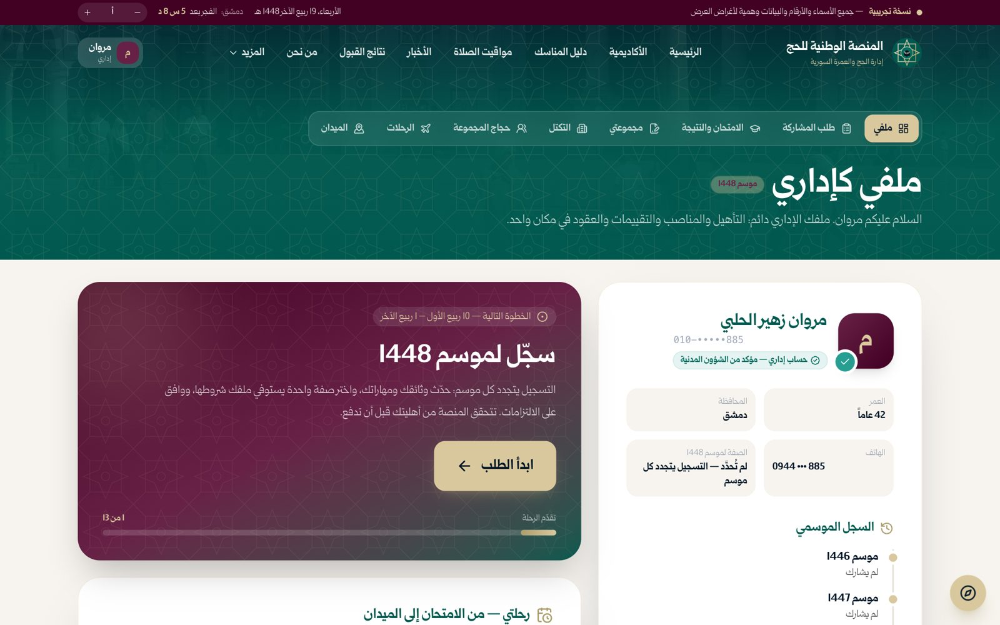 نسخة تجريبية — جميع الأسماء والأرقام والبيانات وهمية لأغراض العرض
الأربعاء، 19 ربيع الآخر 1448 هـ دمشق: الفجر بعد 5 س 8 د
− أ +
المنصة الوطنية للحج
إدارة الحج والعمرة السورية
الرئيسية الأكاديمية دليل المناسك مواقيت الصلاة الأخبار نتائج القبول من نحن المزيد
م مروان
إداري
ملفي طلب المشاركة الامتحان والنتيجة مجموعتي التكتل حجاج المجموعة الرحلات الميدان
ملفي كإداري موسم 1448
السلام عليكم مروان. ملفك الإداري دائم: التأهيل والمناصب والتقييمات والعقود في مكان واحد.
م
مروان زهير الحلبي
010-•••••885
حساب إداري — مؤكد من الشؤون المدنية
العمر
42 عاماً
المحافظة
دمشق
الهاتف
0944 ••• 885
الصفة لموسم 1448
لم تُحدَّد — التسجيل يتجدد كل موسم
السجل الموسمي
موسم 1446
لم يشارك
موسم 1447
لم يشارك
الخطوة التالية — 10 ربيع الأول – 1 ربيع الآخر
سجّل لموسم 1448
التسجيل يتجدد كل موسم: حدّث وثائقك ومهاراتك، واختر صفة واحدة يستوفي ملفك شروطها، ووافق
على الالتزامات. تتحقق المنصة من أهليتك قبل أن تدفع.
ابدأ الطلب
تقدّم الرحلة
1 من 13
رحلتي — من الامتحان إلى الميدان